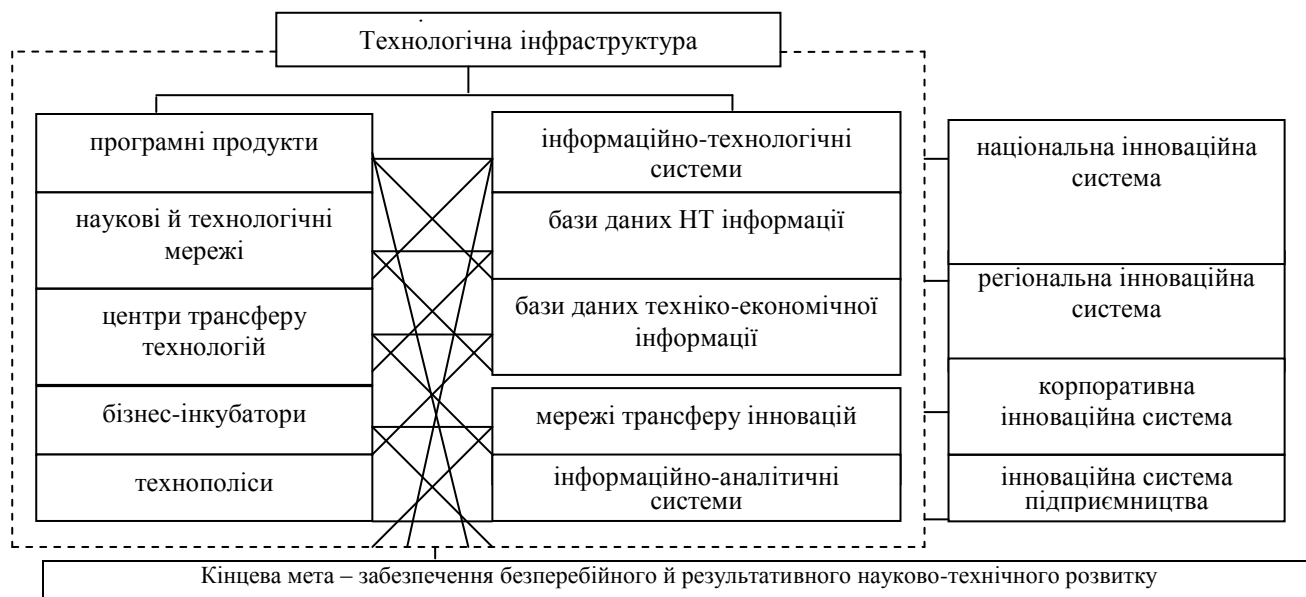 Технологічна інфраструктура
програмні продукти
наукові й технологічні
мережі
центри трансферу
технологій
бізнес-інкубатори
технополіси
інформаційно-технологічні
системи
бази даних НТ інформації
бази даних техніко-економічної
інформації
мережі трансферу інновацій
інформаційно-аналітичні
системи
національна інноваційна
система
регіональна інноваційна
система
корпоративна
інноваційна система
інноваційна система
підприємництва
Кінцева мета – забезпечення безперебійного й результативного науково-технічного розвитку